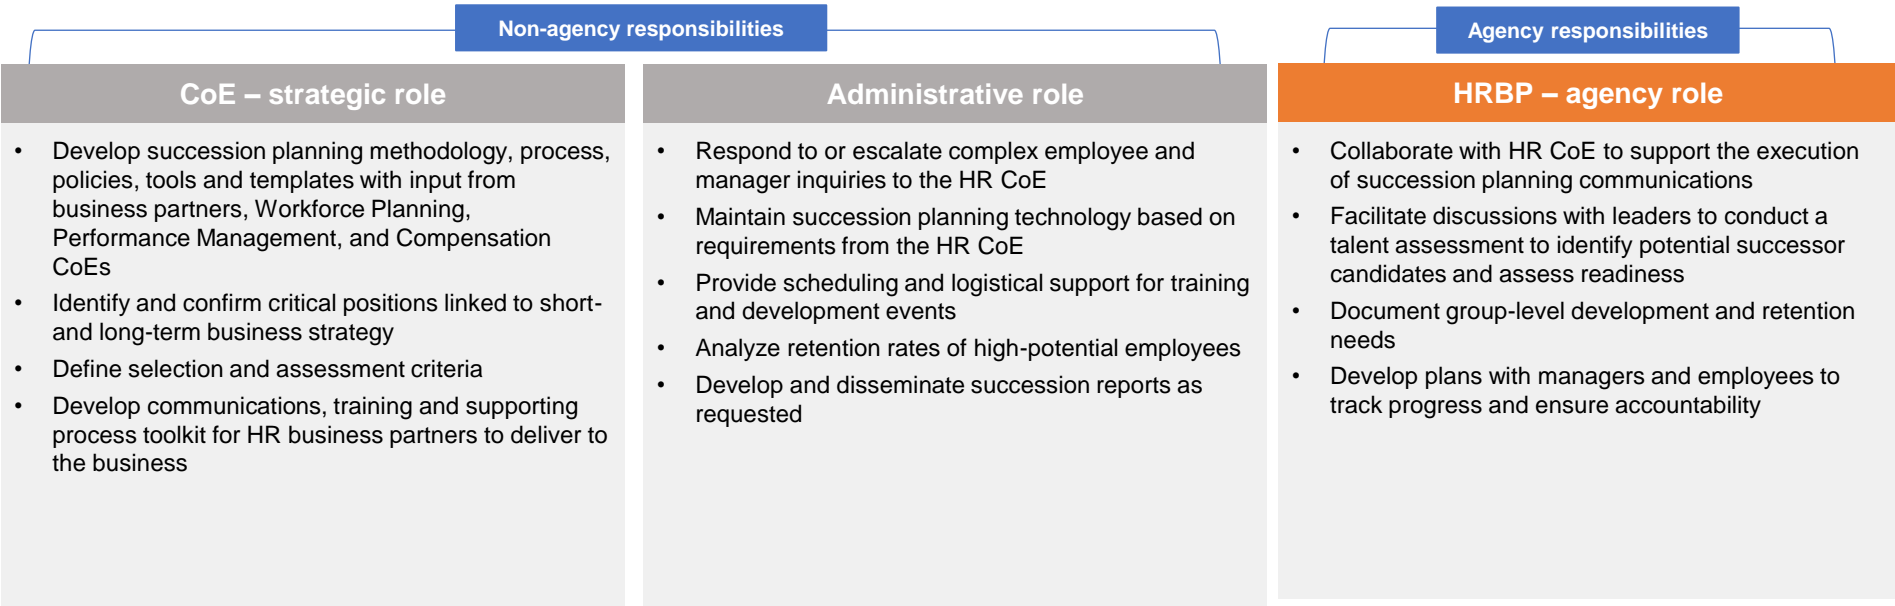 Non-agency responsibilities
Agency responsibilities
CoE – strategic role
• Develop succession planning methodology, process,
policies, tools and templates with input from
business partners, Workforce Planning,
Performance Management, and Compensation
CoEs
• Identify and confirm critical positions linked to short-
and long-term business strategy
• Define selection and assessment criteria
• Develop communications, training and supporting
process toolkit for HR business partners to deliver to
the business
Administrative role
• Respond to or escalate complex employee and
manager inquiries to the HR CoE
• Maintain succession planning technology based on
requirements from the HR CoE
• Provide scheduling and logistical support for training
and development events
• Analyze retention rates of high-potential employees
• Develop and disseminate succession reports as
requested
HRBP – agency role
• Collaborate with HR CoE to support the execution
of succession planning communications
• Facilitate discussions with leaders to conduct a
talent assessment to identify potential successor
candidates and assess readiness
• Document group-level development and retention
needs
• Develop plans with managers and employees to
track progress and ensure accountability